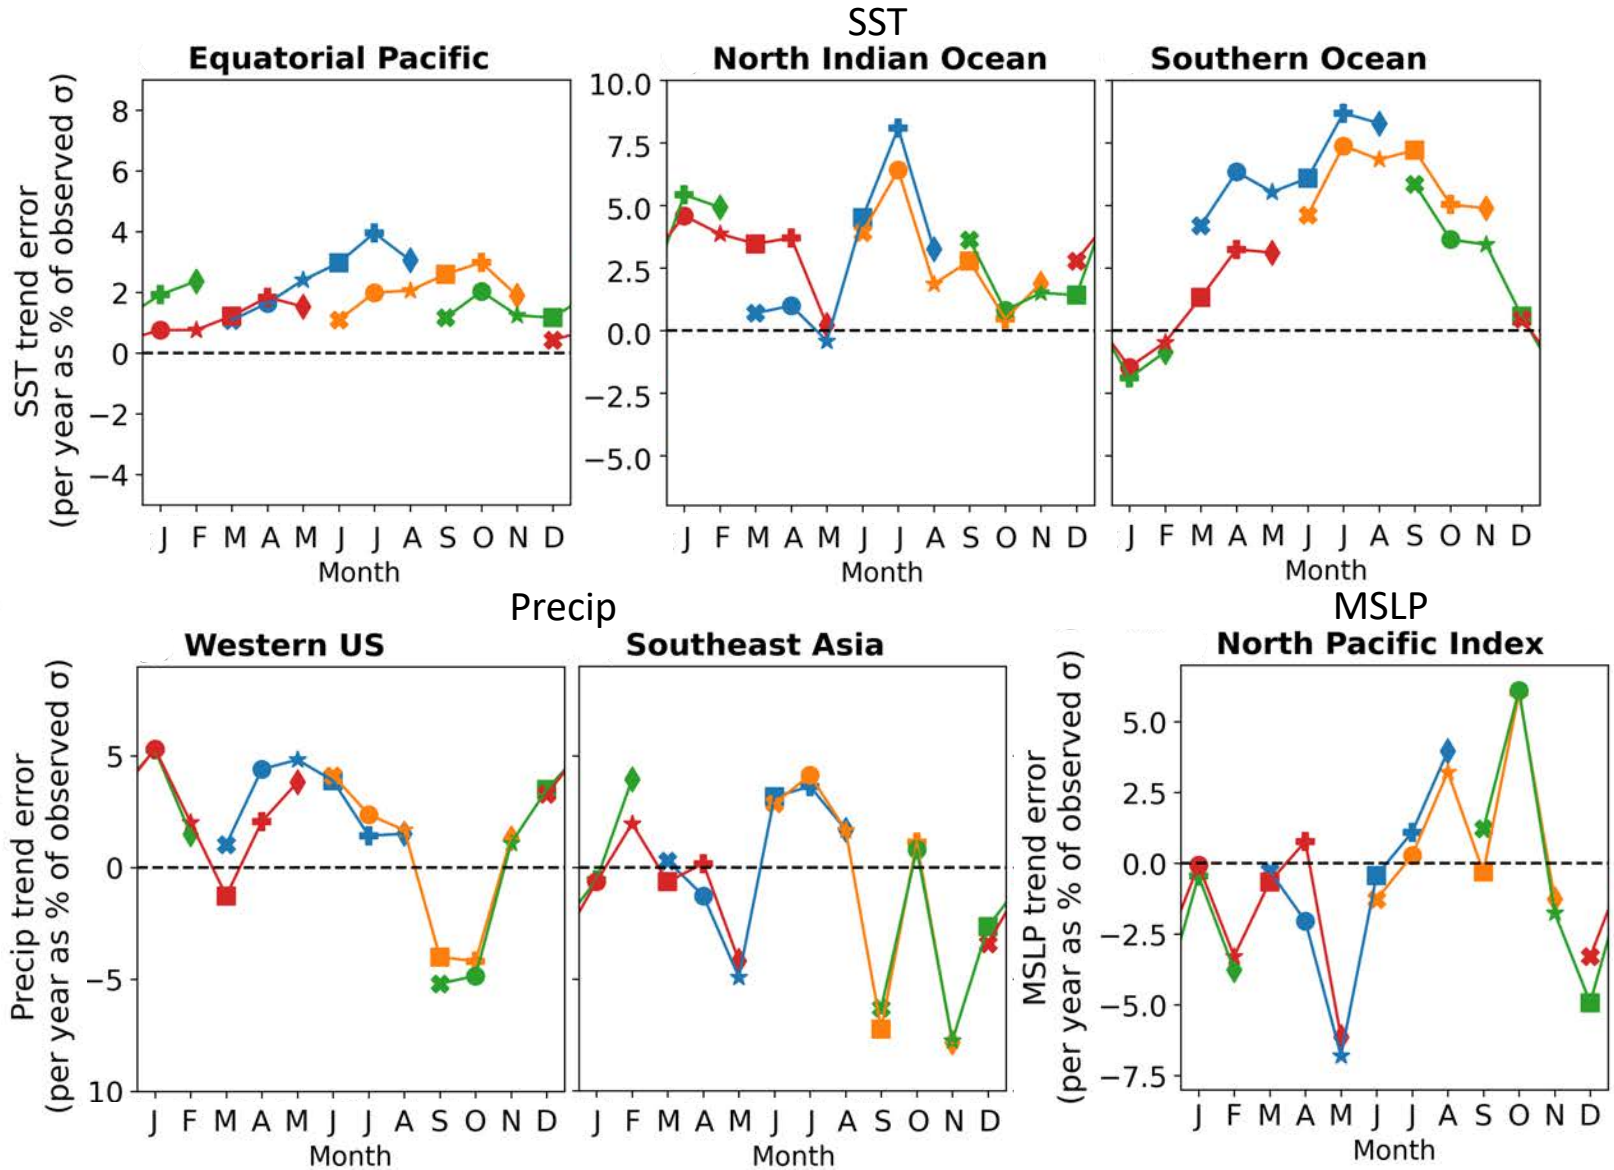 SST
Equatorial Pacific
North Indian Ocean
Southern Ocean
SST trend error
(per year as % of observed σ)
8
6
4
2
0
−2
−4
J F M A M J J A S O N D
Month
10.0
7.5
5.0
2.5
0.0
−2.5
−5.0
J F M A M J J A S O N D
Month
J F M A M J J A S O N D
Month
Precip
MSLP
Western US
Southeast Asia
North Pacific Index
Precip trend error
(per year as % of observed σ)
5
0
−5
10
J F M A M J J A S O N D
Month
J F M A M J J A S O N D
Month
MSLP trend error
(per year as % of observed σ)
5.0
2.5
0.0
−2.5
−5.0
−7.5
J F M A M J J A S O N D
Month